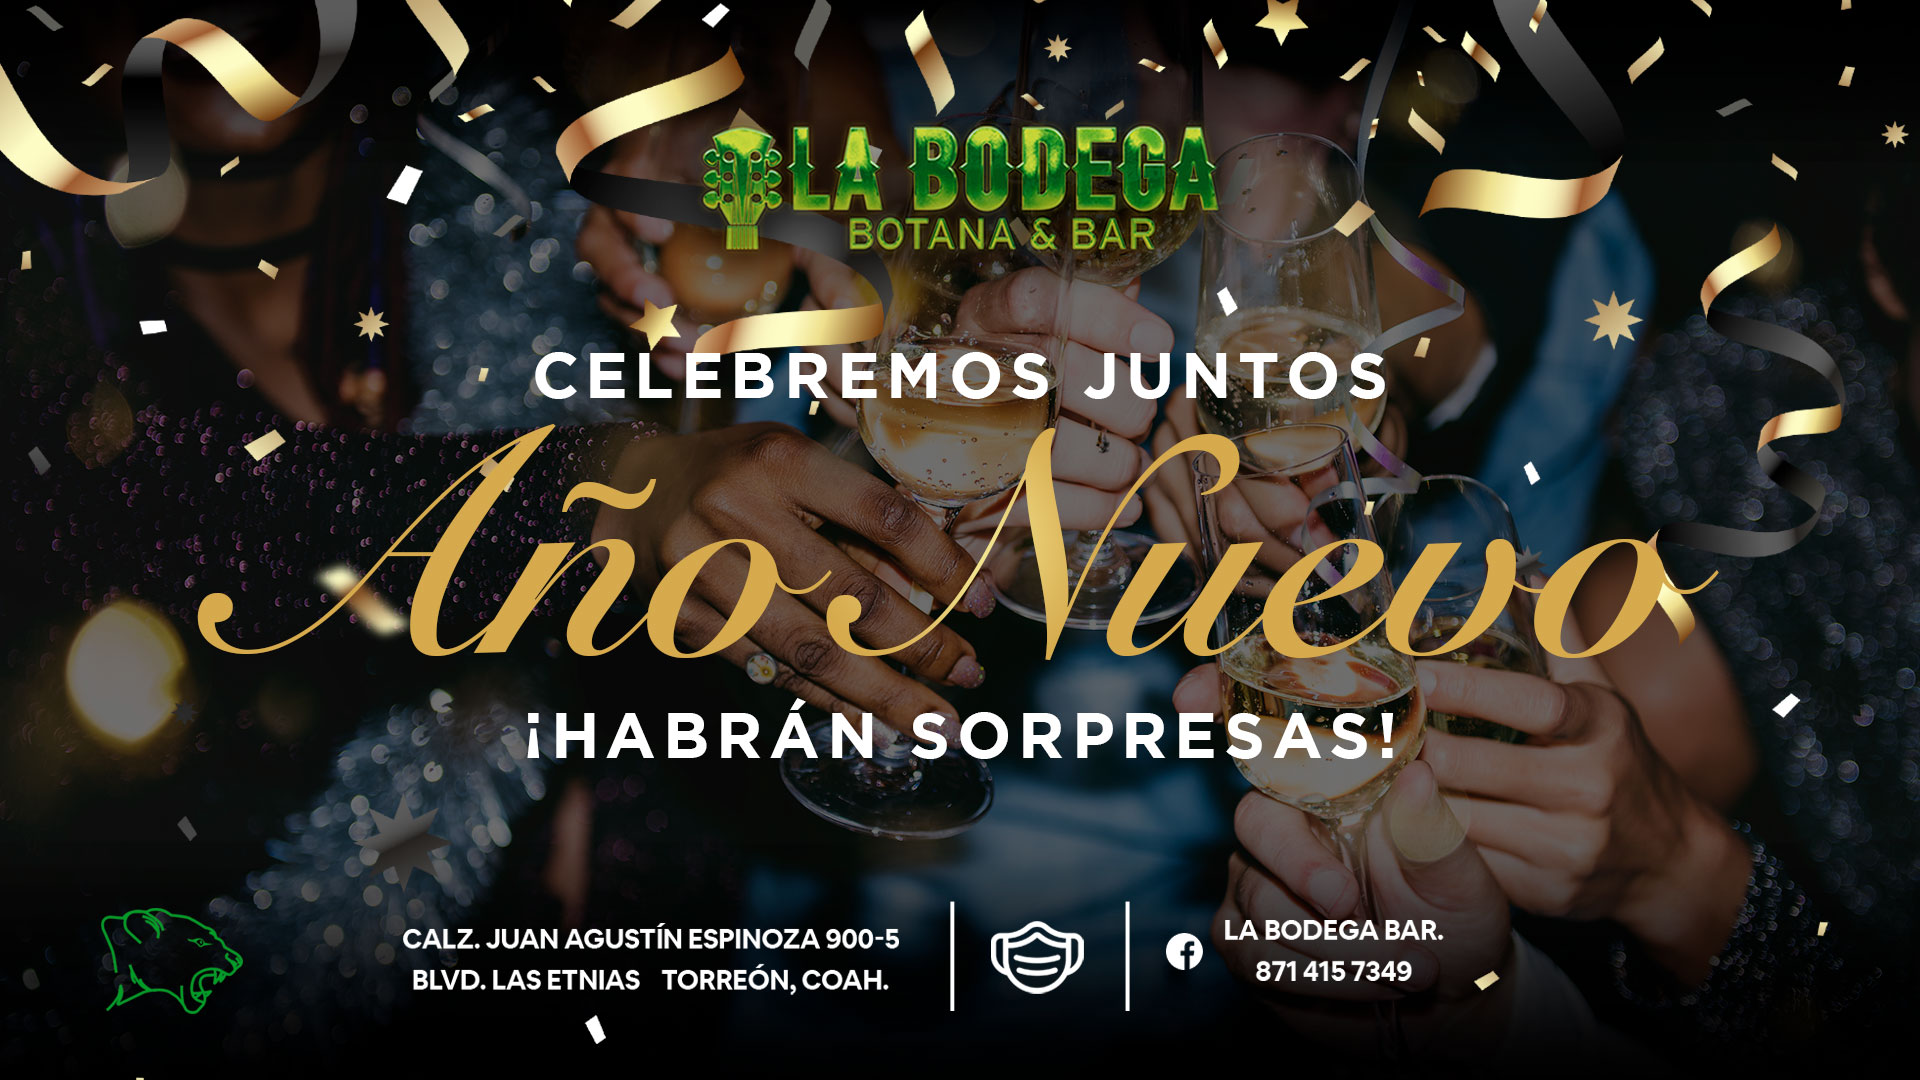 LA BODEGA
BOTANA & BAR
CELEBREMOS JUNTOS
Año Nuevo
¡HABRÁN SORPRESAS!
CALZ. JUAN AGUSTÍN ESPINOZA 900-5
BLVD. LAS ETNIAS TORREÓN, COAH.
LA BODEGA BAR.
871 415 7349